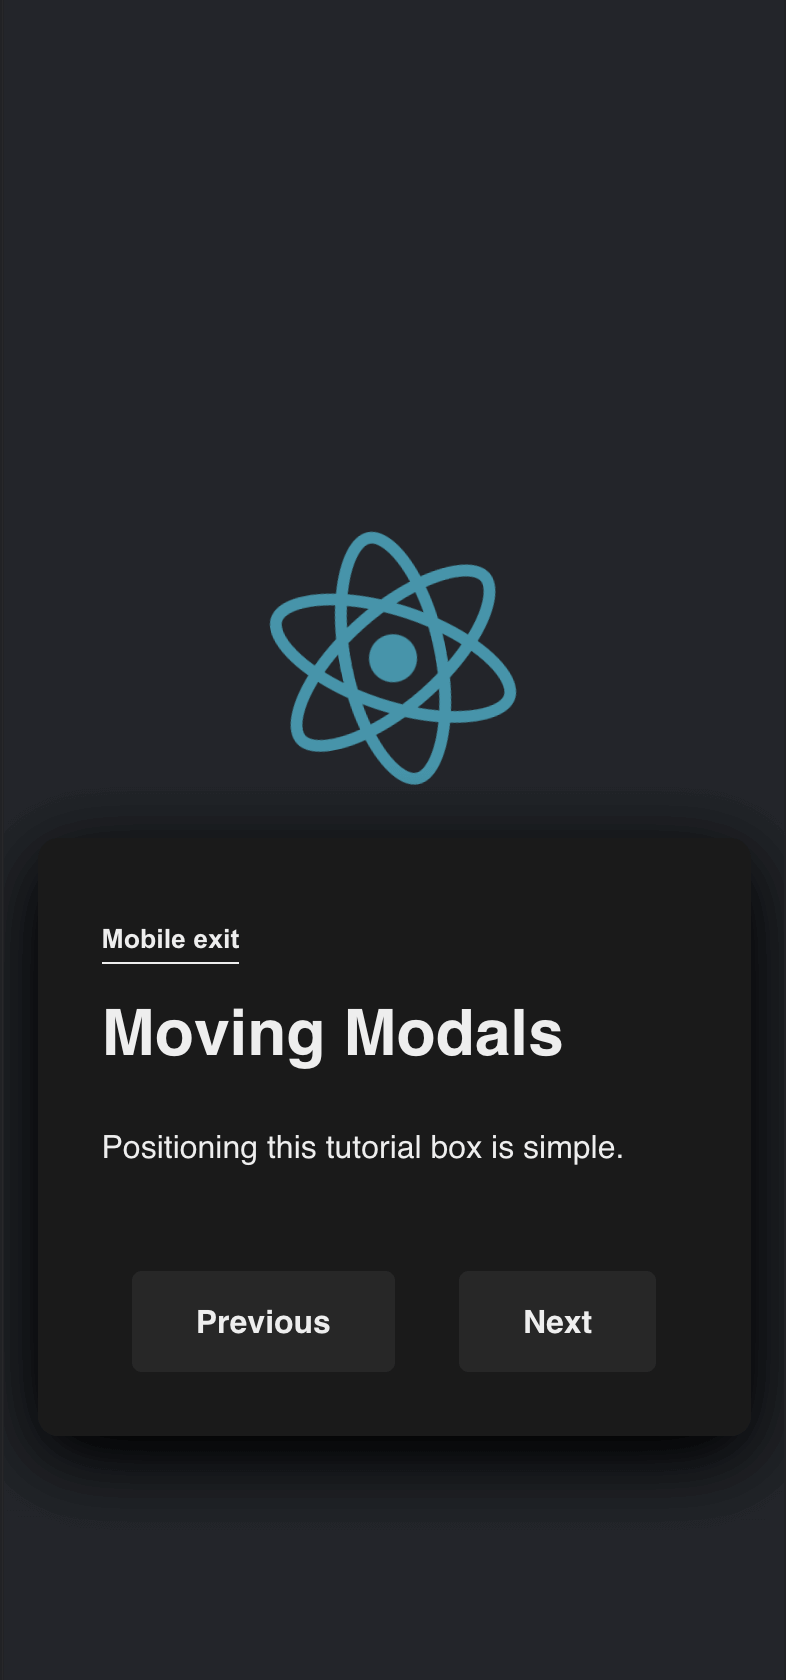 Mobile exit
Moving Modals
Positioning this tutorial box is simple.
Previous
Next